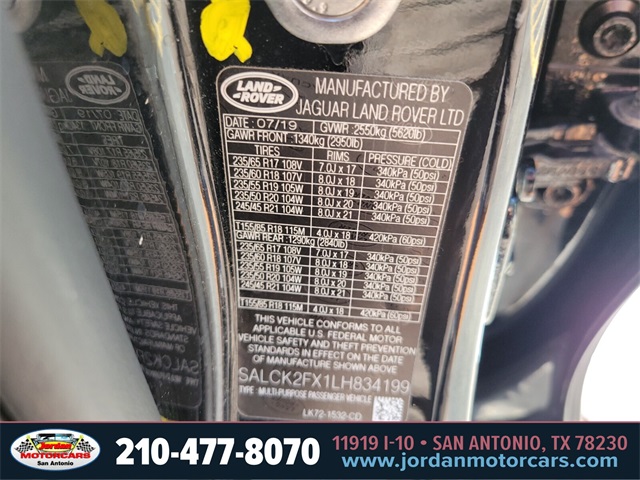 LAND
ROVER
MANUFACTURED BY
JAGUAR LAND ROVER LTD
DATE: 07/19 GVWR 2550kg (5620lb)
GAWR FRONT: 1340kg (2950lb)
TIRES RIMS PRESSURE (COLD)
235/65 R17 108V 7.0J x 17 340kPa (50psi)
235/60 R18 107V 8.0J x 18 340kPa (50psi)
235/55 R19 105W 8.0J x 19 340kPa (50psi)
235/50 R20 104W 8.0J x 20 340kPa (50psi)
245/45 R21 104W 8.0J x 21 340kPa (50psi)
T155/85 R18 115M 4.0J x 18 420kPa (60psi)
GAWR REAR: 1290kg (2840lb)
235/65 R17 108V 7.0J x 17 340kPa (50psi)
235/60 R18 107V 8.0J x 18 340kPa (50psi)
235/55 R19 105W 8.0J x 19 340kPa (50psi)
235/50 R20 104W 8.0J x 20 340kPa (50psi)
245/45 R21 104W 8.0J x 21 340kPa (50psi)
T155/85 R18 115M 4.0J x 18 420kPa (60psi)
THIS VEHICLE CONFORMS TO ALL
APPLICABLE U.S. FEDERAL MOTOR
VEHICLE SAFETY AND THEFT PREVENTION
STANDARDS IN EFFECT ON THE DATE
OF MANUFACTURE SHOWN ABOVE
SALCK2FX1LH834199
TYPE : MULTI-PURPOSE PASSENGER VEHICLE
LK72-1532-CD
Jordan
MOTORCARS
San Antonio
210-477-8070
11919 I-10 • SAN ANTONIO, TX 78230
www.jordanmotorcars.com